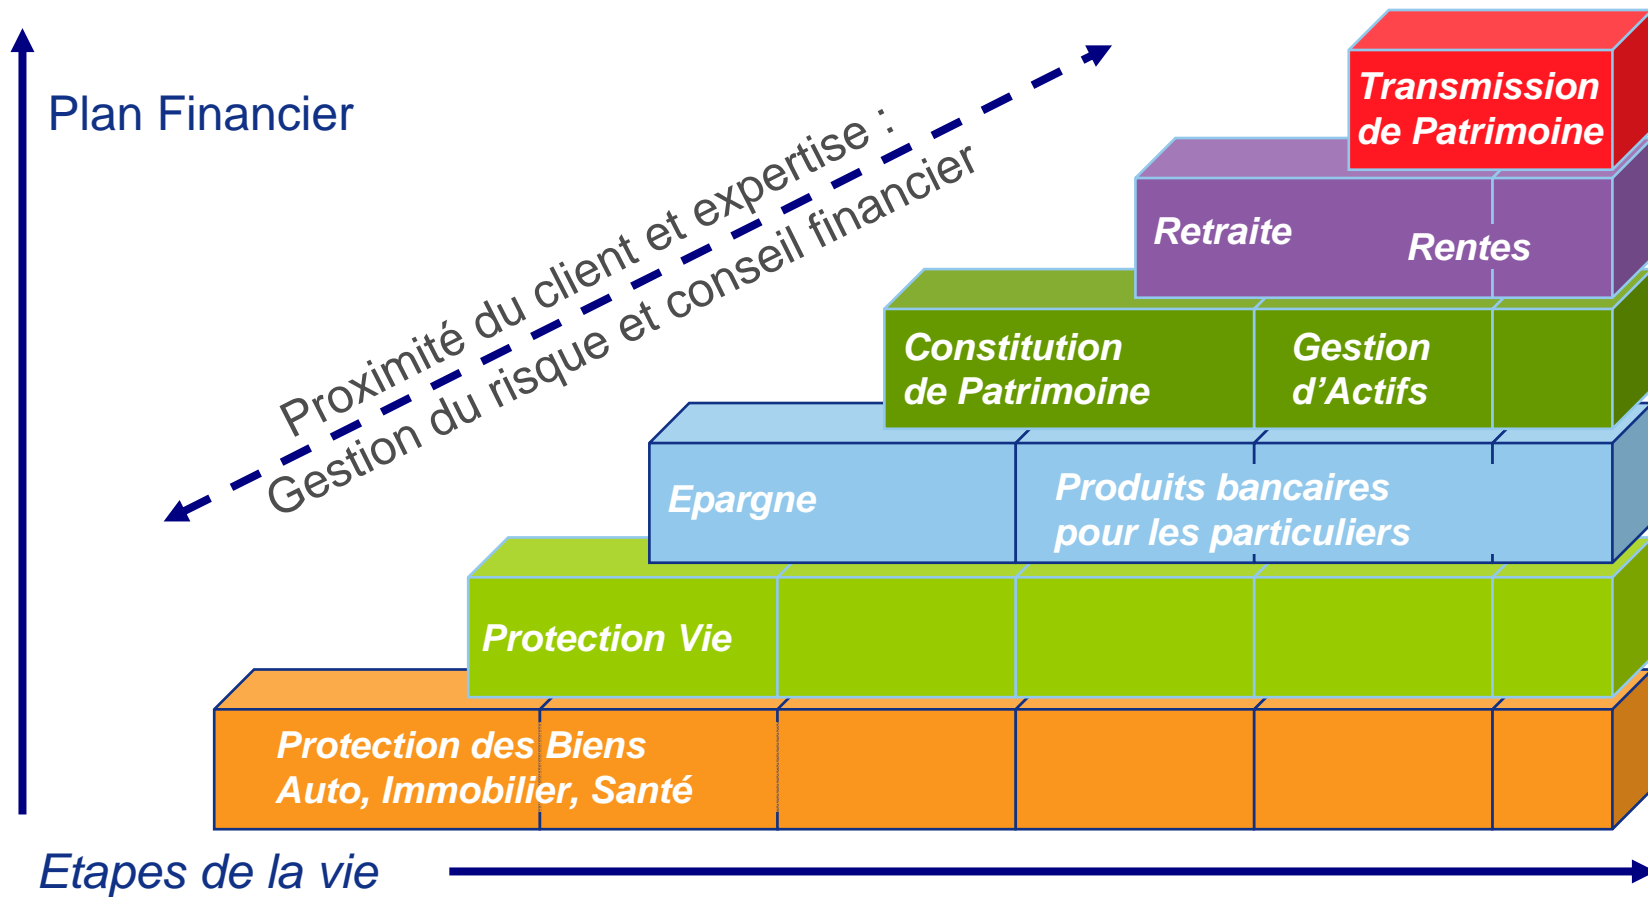 Plan Financier
Proximité du client et expertise :
Gestion du risque et conseil financier
Transmission
de Patrimoine
Retraite
Rentes
Constitution
de Patrimoine
Gestion
d’Actifs
Epargne
Produits bancaires
pour les particuliers
Protection Vie
Protection des Biens
Auto, Immobilier, Santé
Etapes de la vie